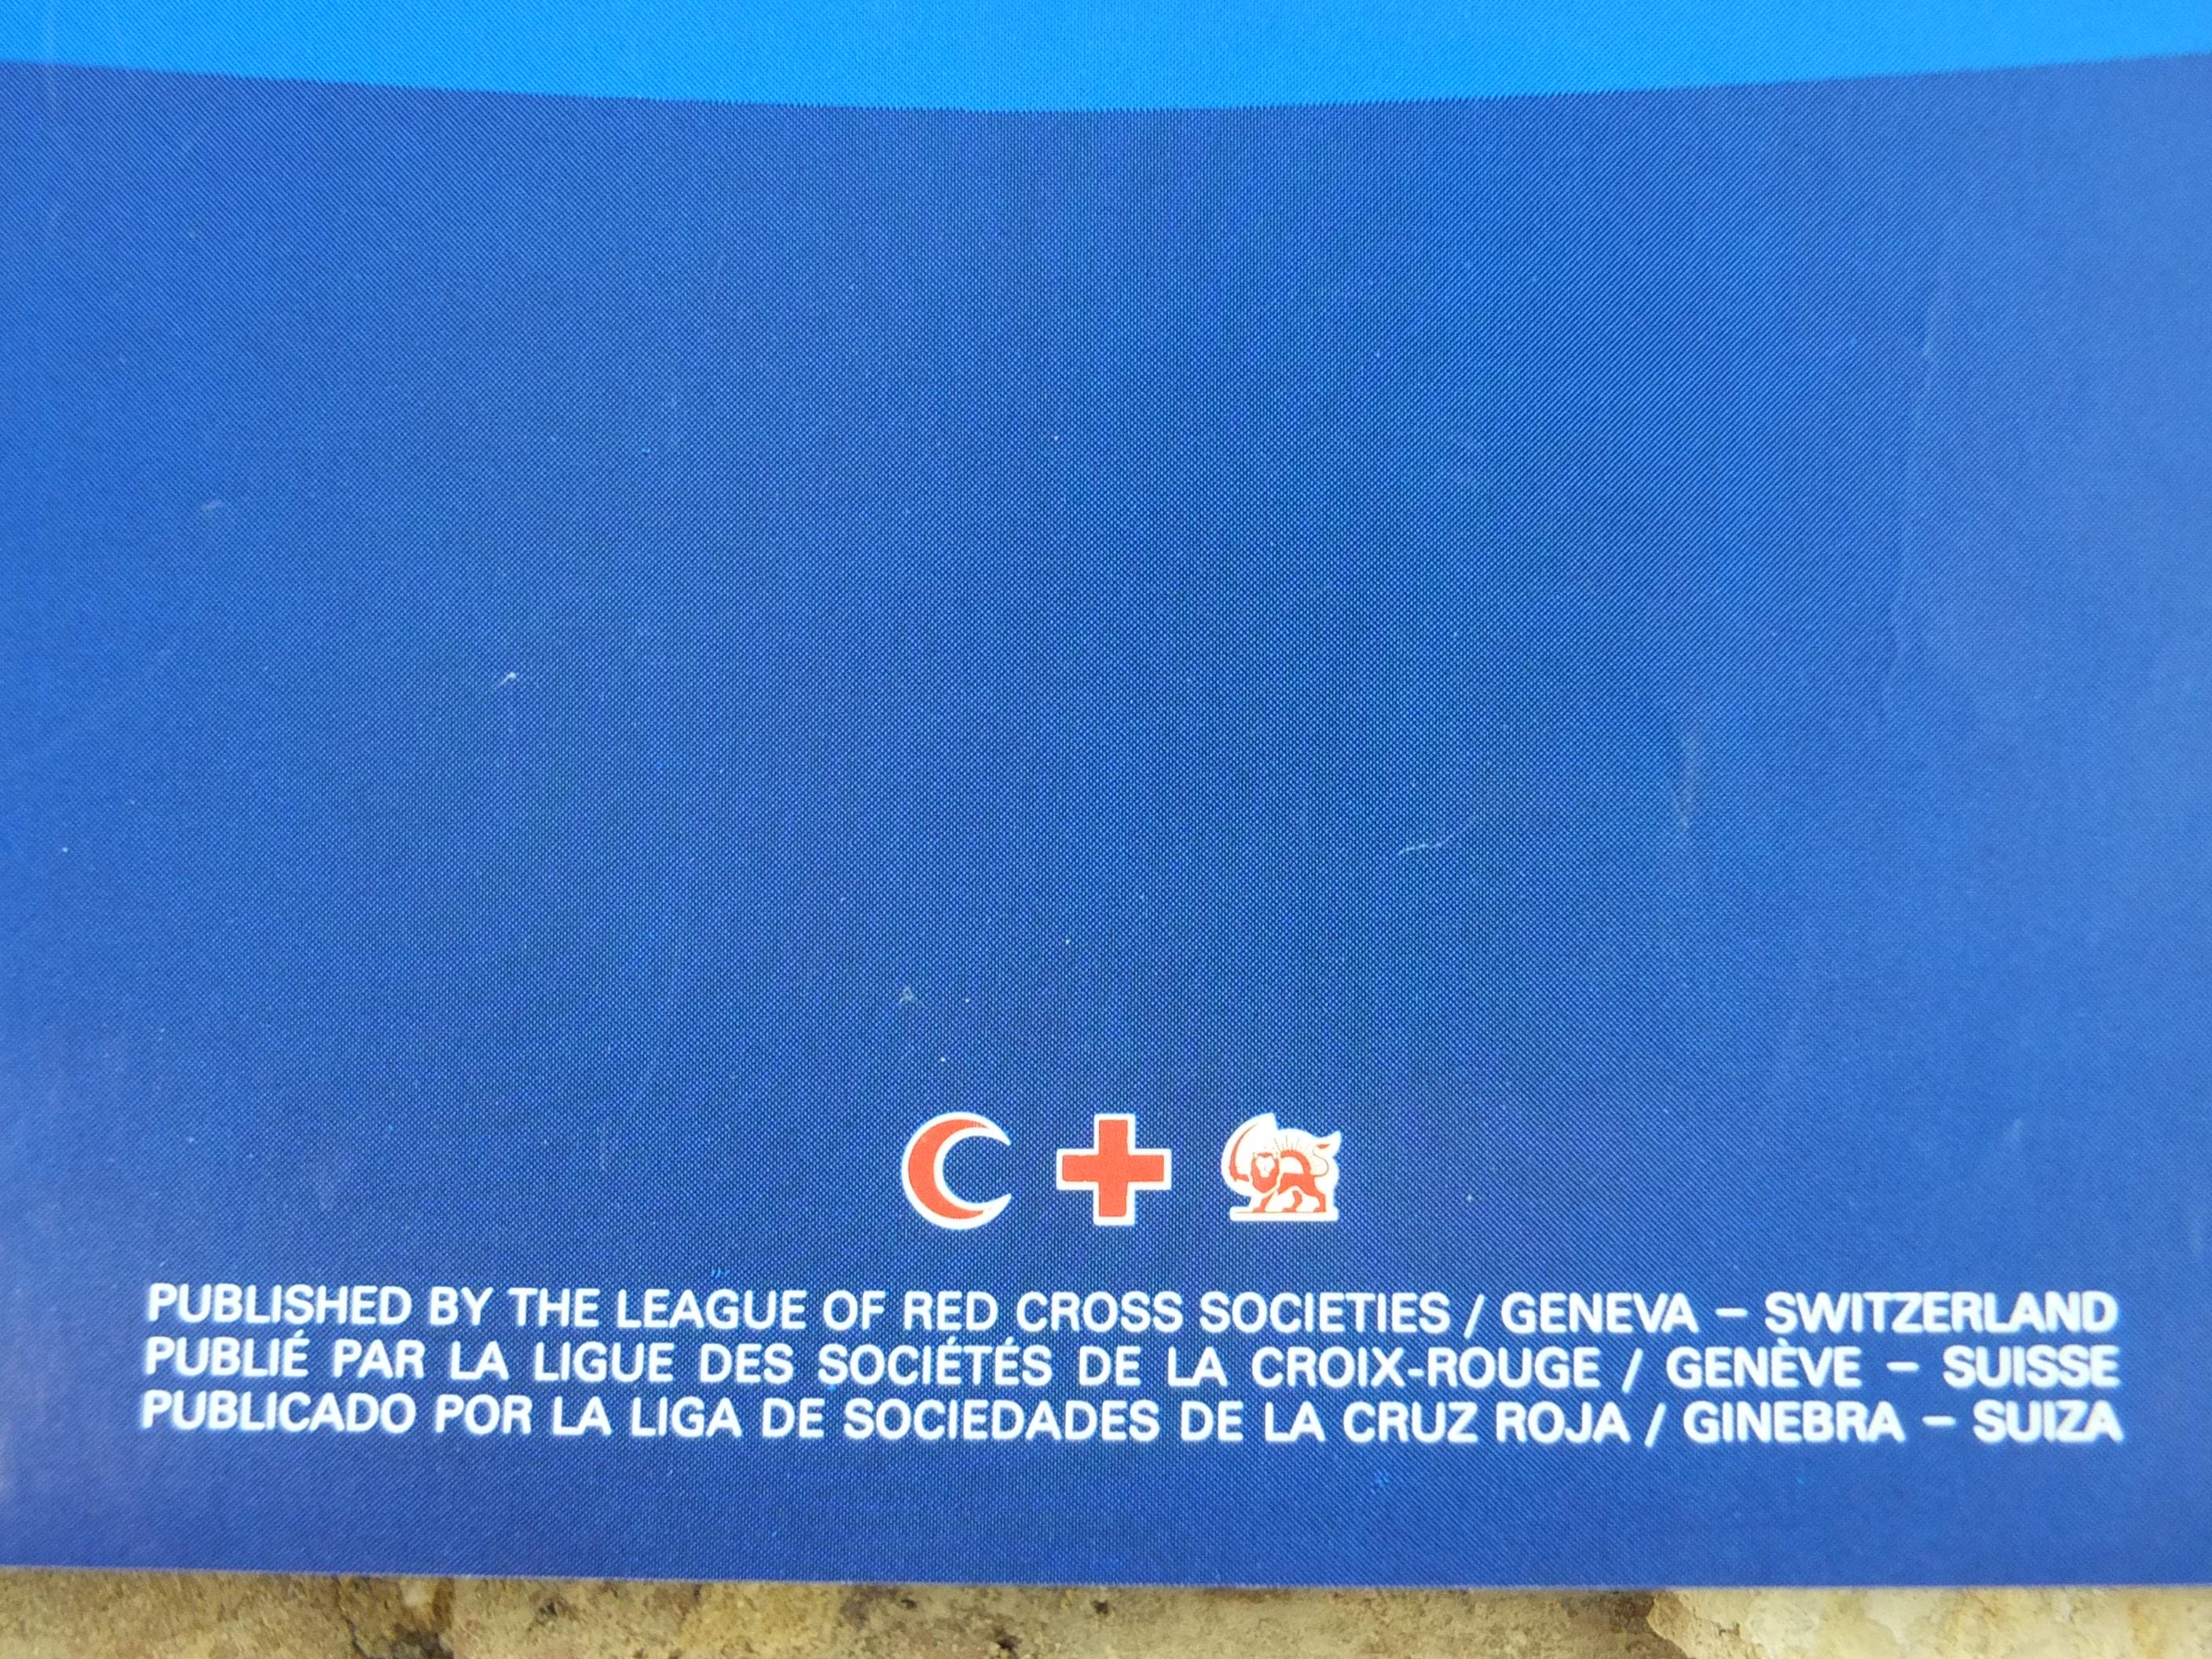 PUBLISHED BY THE LEAGUE OF RED CROSS SOCIETIES / GENEVA – SWITZERLAND
PUBLIÉ PAR LA LIGUE DES SOCIÉTÉS DE LA CROIX-ROUGE / GENÈVE – SUISSE
PUBLICADO POR LA LIGA DE SOCIEDADES DE LA CRUZ ROJA / GINEBRA – SUIZA